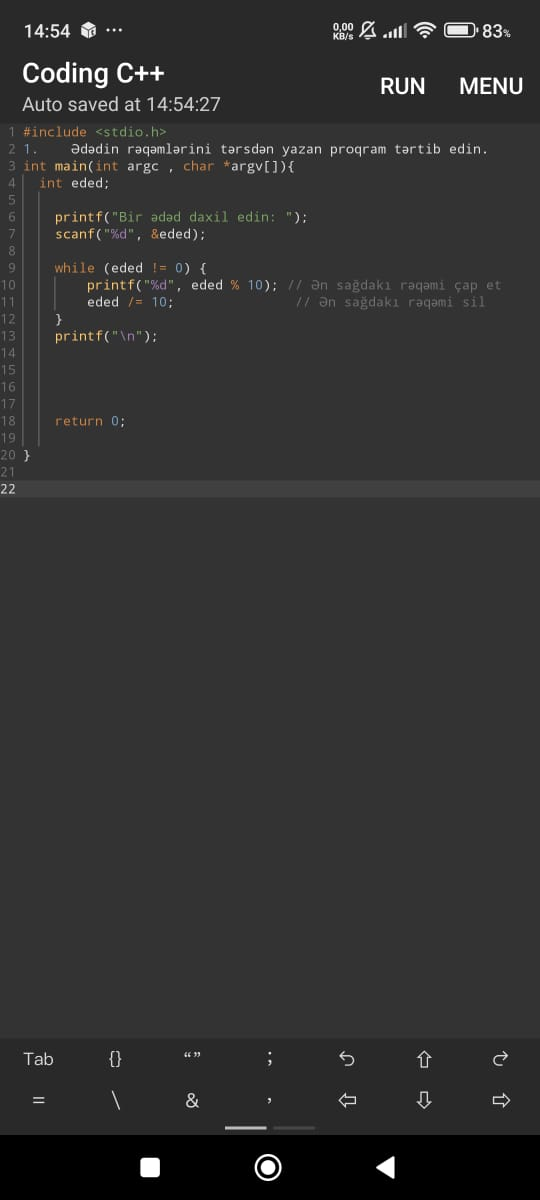 14:54 ... 0,00 KB/s 83%
Coding C++
RUN MENU
Auto saved at 14:54:27
1 #include <stdio.h>
2 1. Ədədin rəqəmlərini tərsdən yazan proqram tərtib edin.
3 int main(int argc , char *argv[]){
4 int eded;
5
6 printf("Bir ədəd daxil edin: ");
7 scanf("%d", &eded);
8
9 while (eded != 0) {
10 printf("%d", eded % 10); // Ən sağdakı rəqəmi çap et
11 eded /= 10; // Ən sağdakı rəqəmi sil
12 }
13 printf("\n");
14
15
16
17
18 return 0;
19
20 }
21
22
Tab {} “” ;
= \ & ,